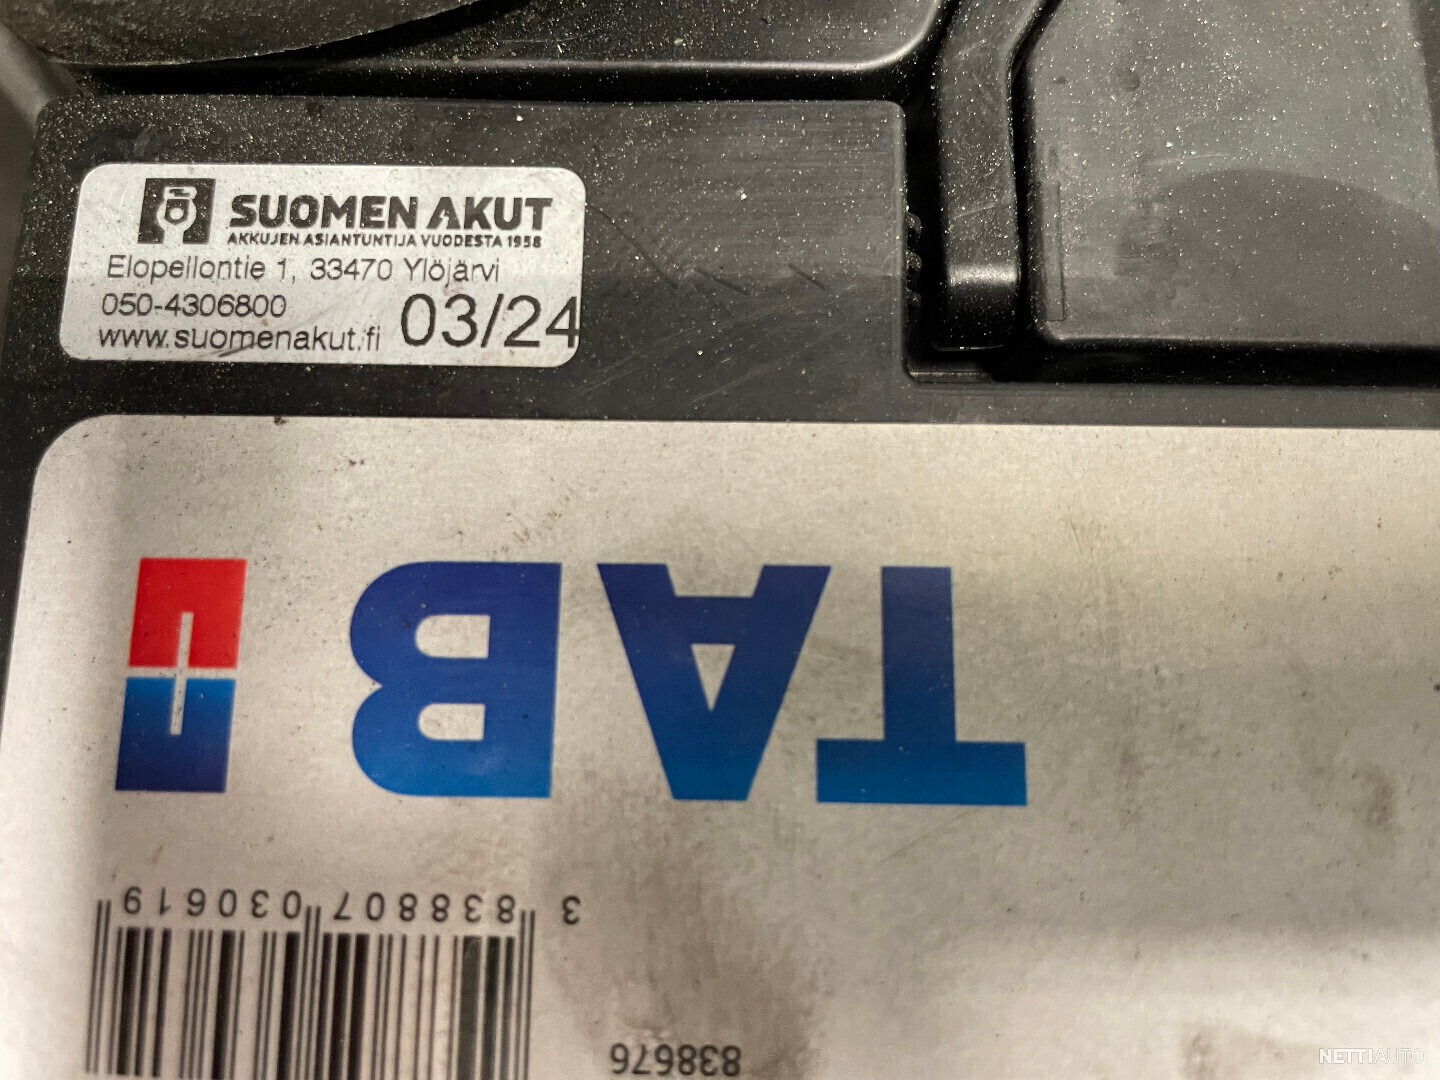 SUOMEN AKUT
AKKUJEN ASIANTUNTIJA VUODESTA 1958
Elopellontie 1, 33470 Ylöjärvi
050-4306800
www.suomenakut.fi 03/24
TAB
3 838807 030619
838676
NETTIAUTO